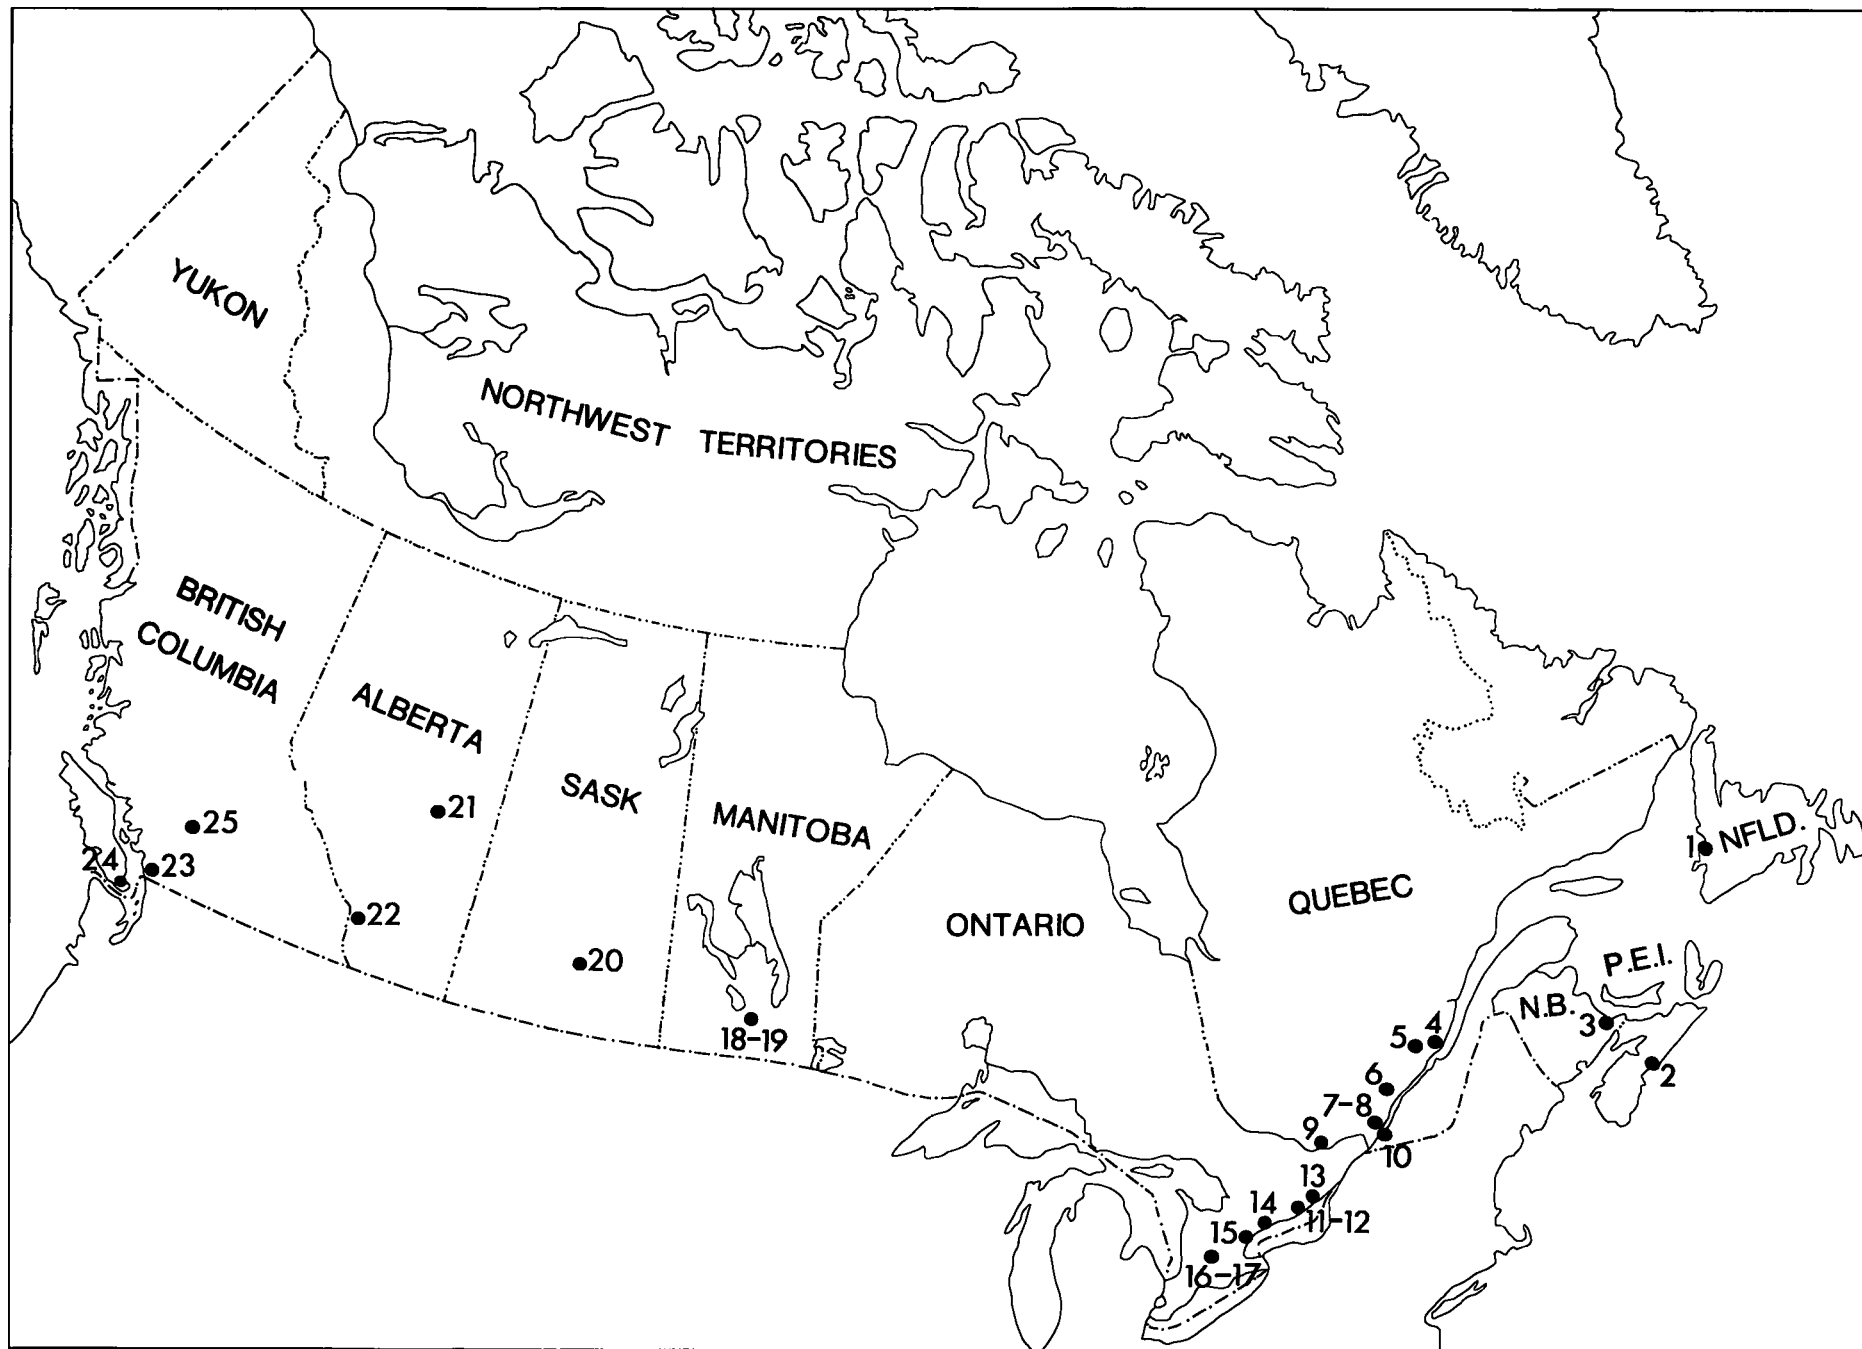 YUKON
NORTHWEST TERRITORIES
BRITISH
COLUMBIA
ALBERTA
SASK
MANITOBA
ONTARIO
QUEBEC
NFLD.
P.E.I.
N.B.
1
2
3
4
5
6
7-8
9
10
11-12
13
14
15
16-17
18-19
20
21
22
23
24
25